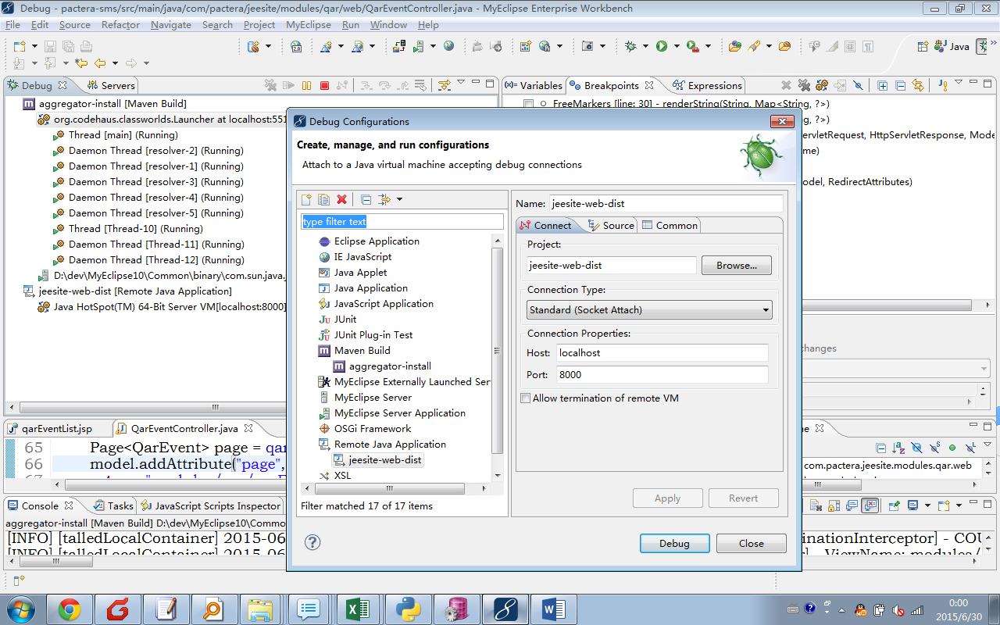 Debug - pactera-sms/src/main/java/com/pactera/jeesite/modules/qar/web/QarEventController.java - MyEclipse Enterprise Workbench
File Edit Source Refactor Navigate Search Project MyEclipse Run Window Help
Java
Debug Servers
Variables Breakpoints Expressions
aggregator-install [Maven Build]
org.codehaus.classworlds.Launcher at localhost:551
Thread [main] (Running)
Daemon Thread [resolver-2] (Running)
Daemon Thread [resolver-1] (Running)
Daemon Thread [resolver-3] (Running)
Daemon Thread [resolver-4] (Running)
Daemon Thread [resolver-5] (Running)
Thread [Thread-10] (Running)
Daemon Thread [Thread-11] (Running)
Daemon Thread [Thread-12] (Running)
D:\dev\MyEclipse10\Common\binary\com.sun.java.
jeesite-web-dist [Remote Java Application]
Java HotSpot(TM) 64-Bit Server VM[localhost:8000]
FreeMarkers [line: 30] - renderString(String, Map<String, ?>)
ng, ?>)
ervletRequest, HttpServletResponse, Mode
me)
odel, RedirectAttributes)
hanges
Debug Configurations
Create, manage, and run configurations
Attach to a Java virtual machine accepting debug connections
type filter text
Eclipse Application
IE JavaScript
Java Applet
Java Application
JavaScript Application
JUnit
JUnit Plug-in Test
Maven Build
aggregator-install
MyEclipse Externally Launched Ser
MyEclipse Server
MyEclipse Server Application
OSGi Framework
Remote Java Application
jeesite-web-dist
XSL
Filter matched 17 of 17 items
Name: jeesite-web-dist
Connect Source Common
Project:
jeesite-web-dist Browse...
Connection Type:
Standard (Socket Attach)
Connection Properties:
Host: localhost
Port: 8000
Allow termination of remote VM
Apply Revert
Debug Close
qarEventList.jsp QarEventController.java
65 Page<QarEvent> page = qar
66 model.addAttribute("page",
ne
com.pactera.jeesite.modules.qar.web
Console Tasks JavaScript Scripts Inspector
aggregator-install [Maven Build] D:\dev\MyEclipse10\Commo
[INFO] [talledLocalContainer] 2015-06
inationInterceptor] - COU
[INFO] [talledLocalContainer] 2015-06
ViewName: modules/
0:00
2015/6/30